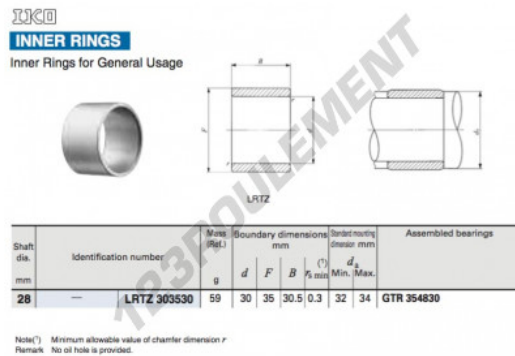 IKO
INNER RINGS
Inner Rings for General Usage
B
r
F
r
d
dₐ
LRTZ
123ROULEMENT
Shaft dia. mm
Identification number
Mass (Ref.) g
Boundary dimensions mm
d F B rₛ min (¹)
Standard mounting dimension mm
dₐ
Min. Max.
Assembled bearings
28 — LRTZ 303530 59 30 35 30.5 0.3 32 34 GTR 354830
Note(¹) Minimum allowable value of chamfer dimension r
Remark No oil hole is provided.